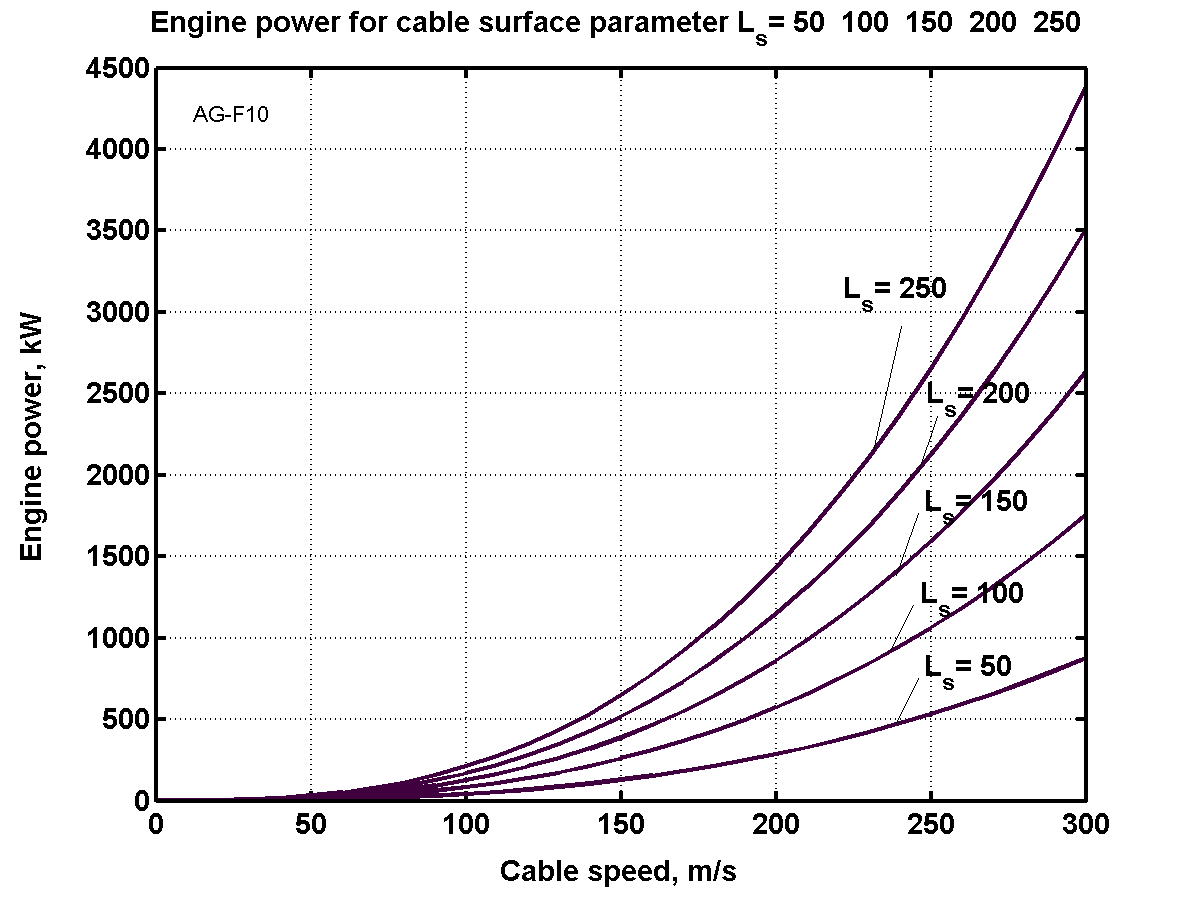 Engine power for cable surface parameter Ls= 50 100 150 200 250
4500
AG-F10
4000
3500
Ls= 250
3000
Ls= 200
2500
2000
Ls= 150
1500
Ls= 100
1000
Ls= 50
500
0
Engine power, kW
0 50 100 150 200 250 300
Cable speed, m/s